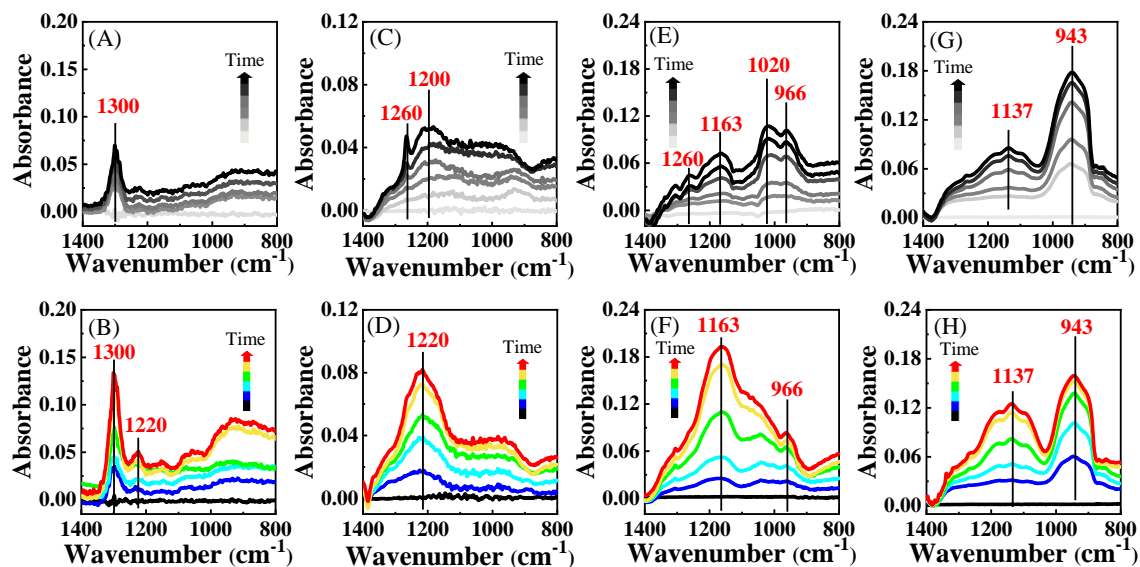 (A)
Time
1300
0.20
0.15
0.10
0.05
0.00
Absorbance
1400 1200 1000 800
Wavenumber (cm-1)
(C)
Time
1260
1200
0.12
0.08
0.04
0.00
Absorbance
1400 1200 1000 800
Wavenumber (cm-1)
(E)
Time
1260
1163
1020
966
0.24
0.18
0.12
0.06
0.00
Absorbance
1400 1200 1000 800
Wavenumber (cm-1)
(G)
Time
1137
943
0.24
0.18
0.12
0.06
0.00
Absorbance
1400 1200 1000 800
Wavenumber (cm-1)
(B)
Time
1300
1220
0.20
0.15
0.10
0.05
0.00
Absorbance
1400 1200 1000 800
Wavenumber (cm-1)
(D)
Time
1220
0.12
0.08
0.04
0.00
Absorbance
1400 1200 1000 800
Wavenumber (cm-1)
(F)
Time
1163
966
0.24
0.18
0.12
0.06
0.00
Absorbance
1400 1200 1000 800
Wavenumber (cm-1)
(H)
Time
1137
943
0.24
0.18
0.12
0.06
0.00
Absorbance
1400 1200 1000 800
Wavenumber (cm-1)